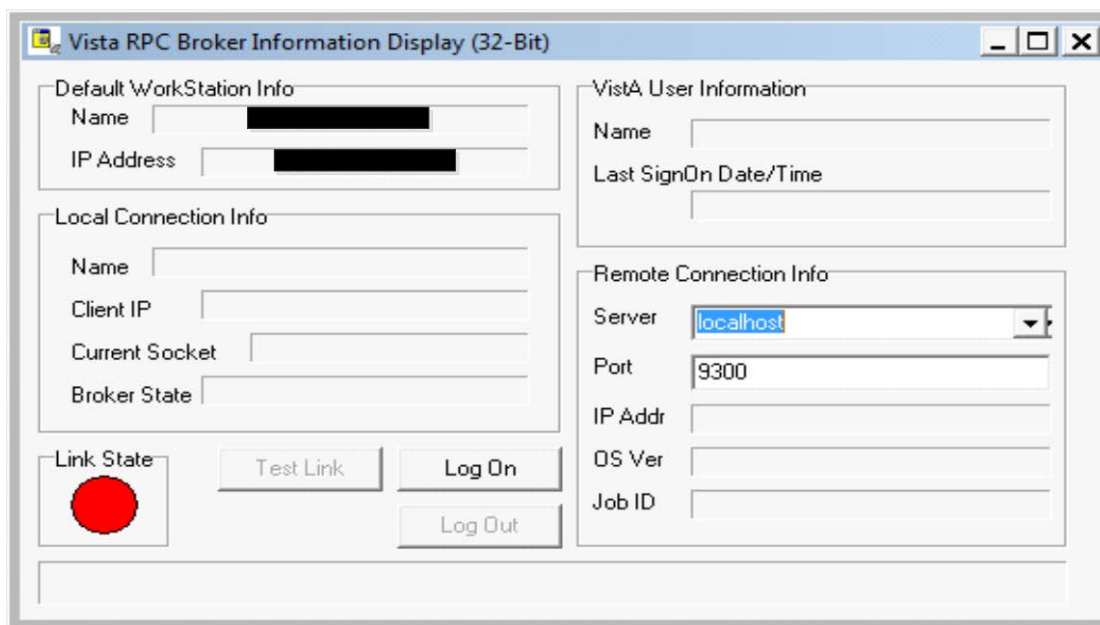 Vista RPC Broker Information Display (32-Bit)
Default WorkStation Info
Name
IP Address
Local Connection Info
Name
Client IP
Current Socket
Broker State
Link State
Test Link
Log On
Log Out
VistA User Information
Name
Last SignOn Date/Time
Remote Connection Info
Server localhost
Port 9300
IP Addr
OS Ver
Job ID